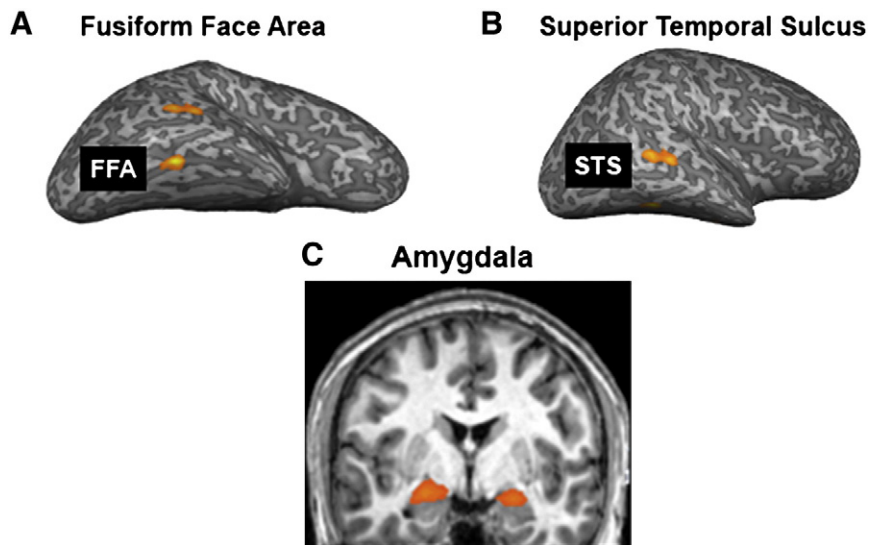 A Fusiform Face Area
FFA
B Superior Temporal Sulcus
STS
C Amygdala